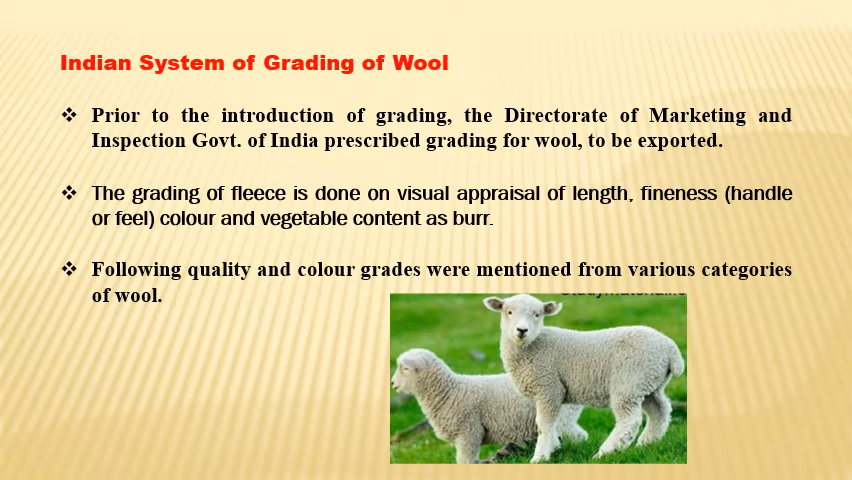 Indian System of Grading of Wool
❖ Prior to the introduction of grading, the Directorate of Marketing and
Inspection Govt. of India prescribed grading for wool, to be exported.
❖ The grading of fleece is done on visual appraisal of length, fineness (handle
or feel) colour and vegetable content as burr.
❖ Following quality and colour grades were mentioned from various categories
of wool.